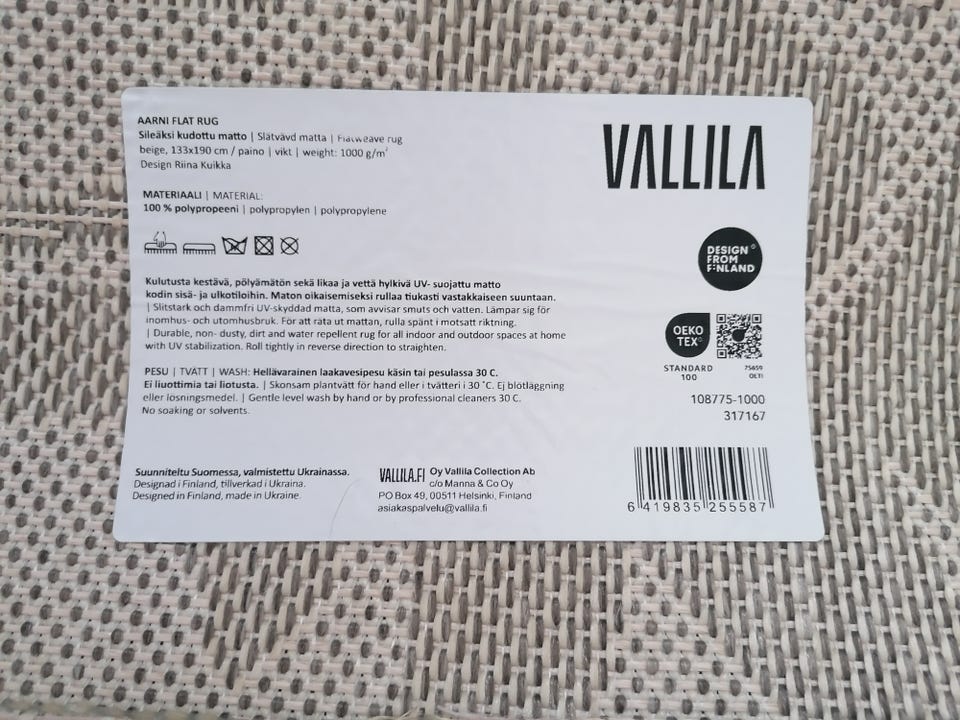 AARNI FLAT RUG
Sileäksi kudottu matto | Slätvävd matta | Flatweave rug
beige, 133x190 cm / paino | vikt | weight: 1000 g/m²
Design Riina Kuikka
MATERIAALI | MATERIAL:
100 % polypropeeni | polypropylen | polypropylene
Kulutusta kestävä, pölyämätön sekä likaa ja vettä hylkivä UV- suojattu matto
kodin sisä- ja ulkotiloihin. Maton oikaisemiseksi rullaa tiukasti vastakkaiseen suuntaan.
| Slitstark och dammfri UV-skyddad matta, som avvisar smuts och vatten. Lämpar sig för
inomhus- och utomhusbruk. För att räta ut mattan, rulla spänt i motsatt riktning.
| Durable, non- dusty, dirt and water repellent rug for all indoor and outdoor spaces at home
with UV stabilization. Roll tightly in reverse direction to straighten.
PESU | TVÄTT | WASH: Hellävarainen laakavesipesu käsin tai pesulassa 30 C.
Ei liuottimia tai liotusta. | Skonsam plantvätt för hand eller i tvätteri i 30 ˚C. Ej blötläggning
eller lösningsmedel. | Gentle level wash by hand or by professional cleaners 30 C.
No soaking or solvents.
Suunniteltu Suomessa, valmistettu Ukrainassa.
Designad i Finland, tillverkad i Ukraina.
Designed in Finland, made in Ukraine.
VALLILA.FI Oy Vallila Collection Ab
c/o Manna & Co Oy
PO Box 49, 00511 Helsinki, Finland
asiakaspalvelu@vallila.fi
VALLILA
DESIGN
FROM
FINLAND
OEKO
TEX®
STANDARD
100
75659
OETI
108775-1000
317167
6 419835 255587